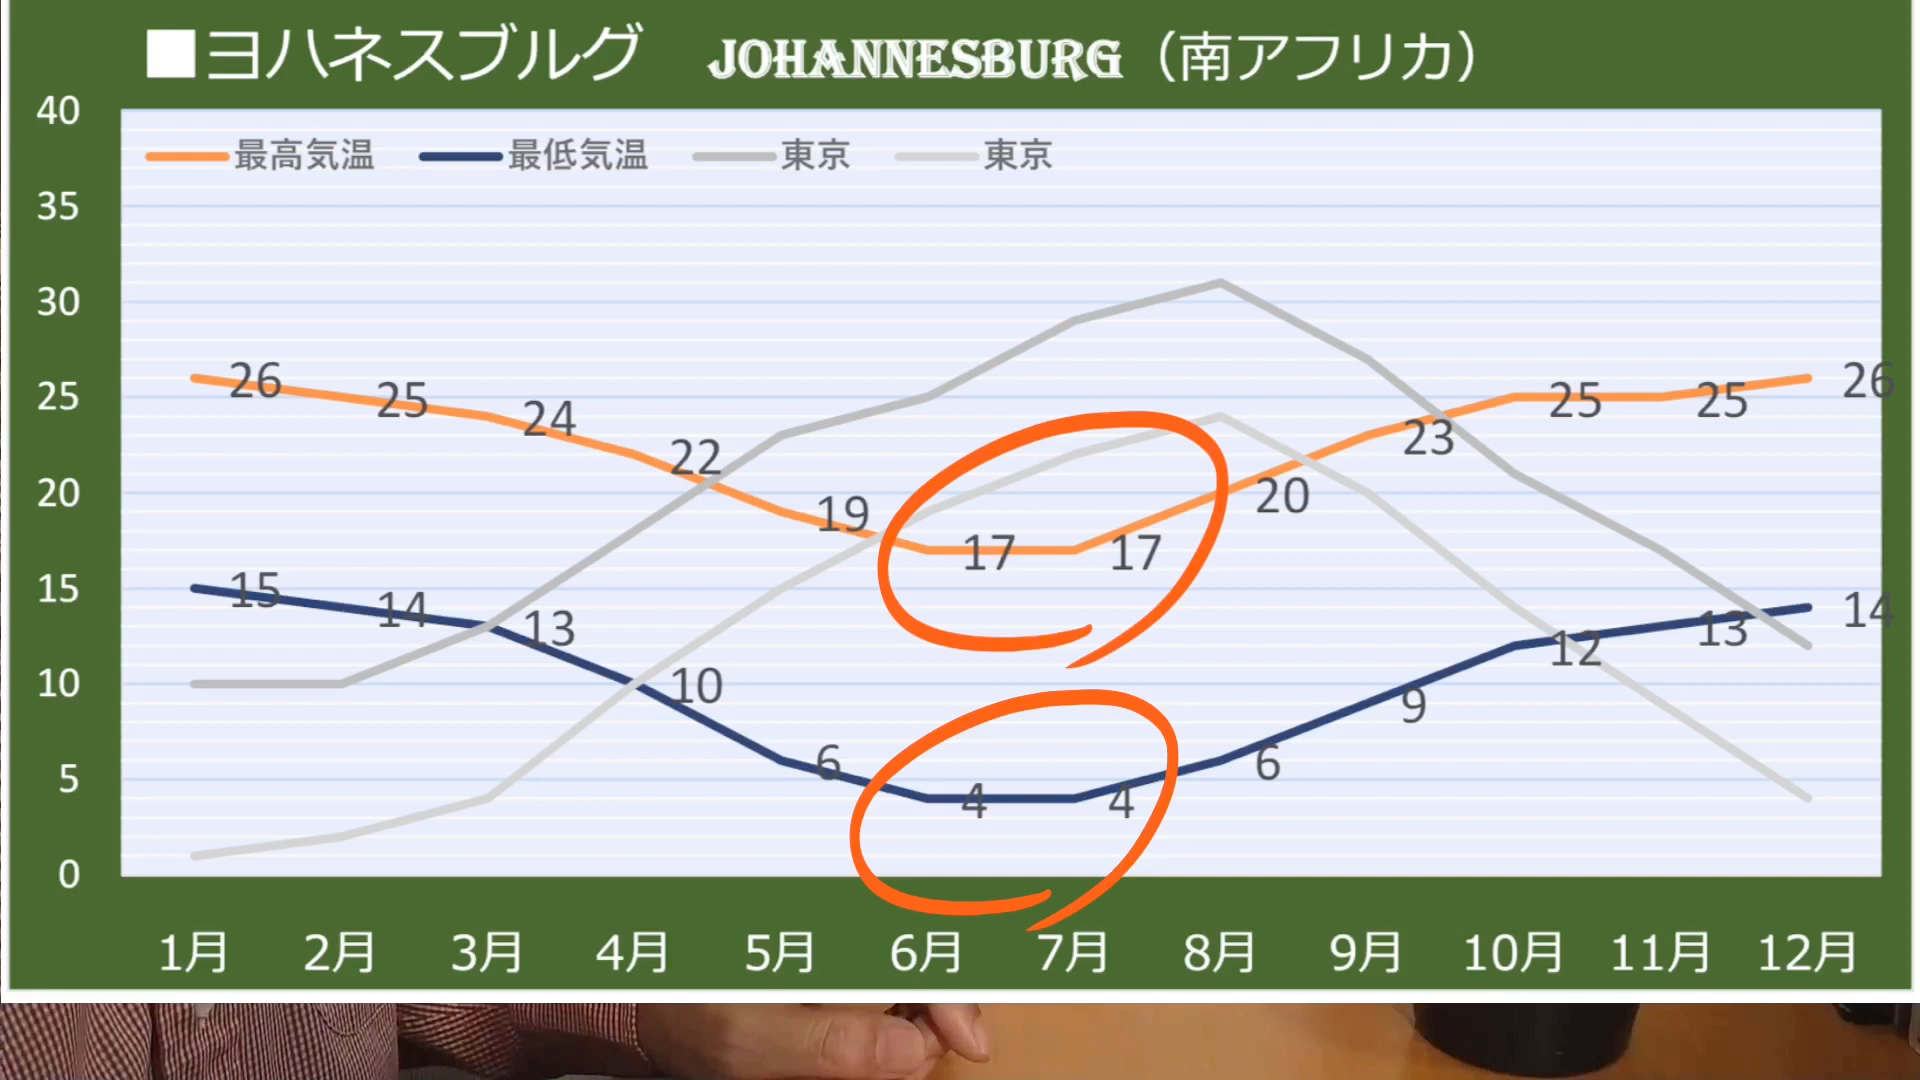 ■ヨハネスブルグ JOHANNESBURG（南アフリカ）
40
最高気温 最低気温 東京 東京
35
30
25
20
15
10
5
0
26 25 24 22 19 17 17 20 23 25 25 26
15 14 13 10 6 4 4 6 9 12 13 14
1月 2月 3月 4月 5月 6月 7月 8月 9月 10月 11月 12月